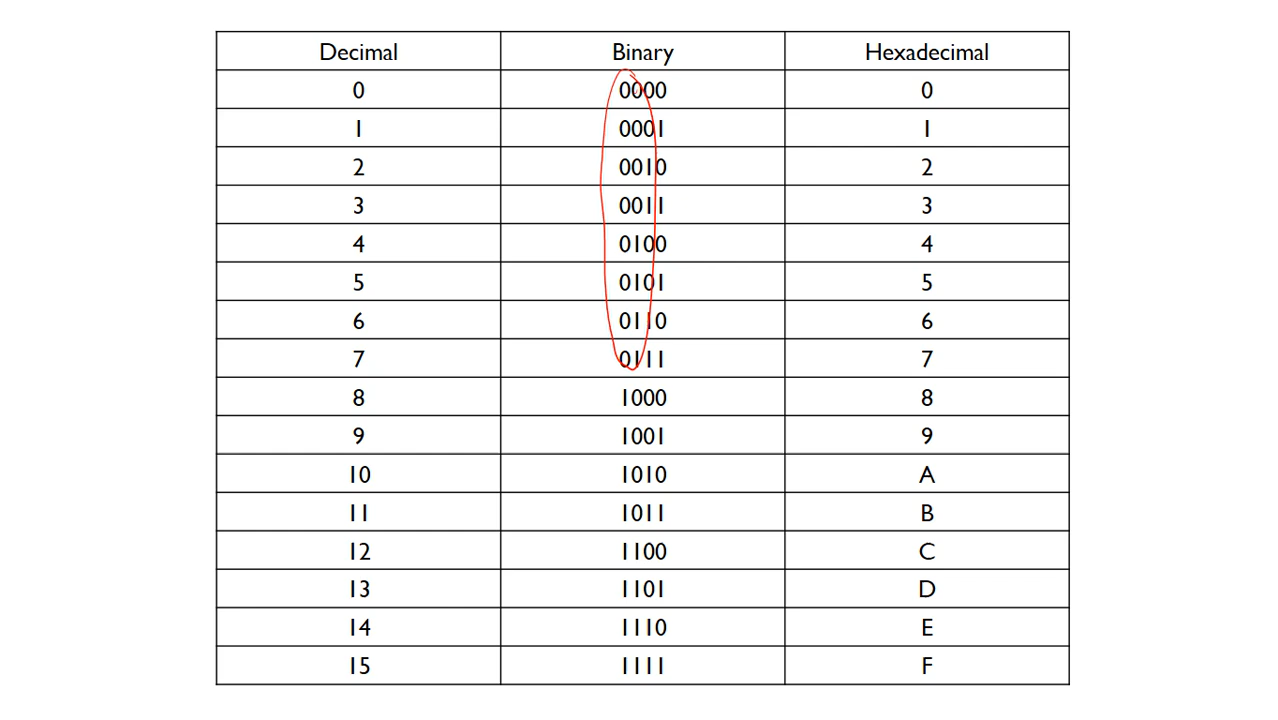 Decimal Binary Hexadecimal
0 0000 0
1 0001 1
2 0010 2
3 0011 3
4 0100 4
5 0101 5
6 0110 6
7 0111 7
8 1000 8
9 1001 9
10 1010 A
11 1011 B
12 1100 C
13 1101 D
14 1110 E
15 1111 F